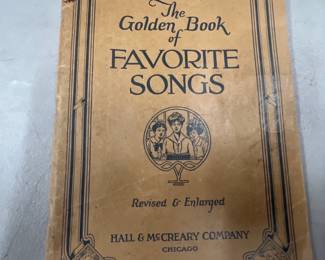 The
Golden Book
of
FAVORITE
SONGS
Revised & Enlarged
HALL & McCREARY COMPANY
CHICAGO